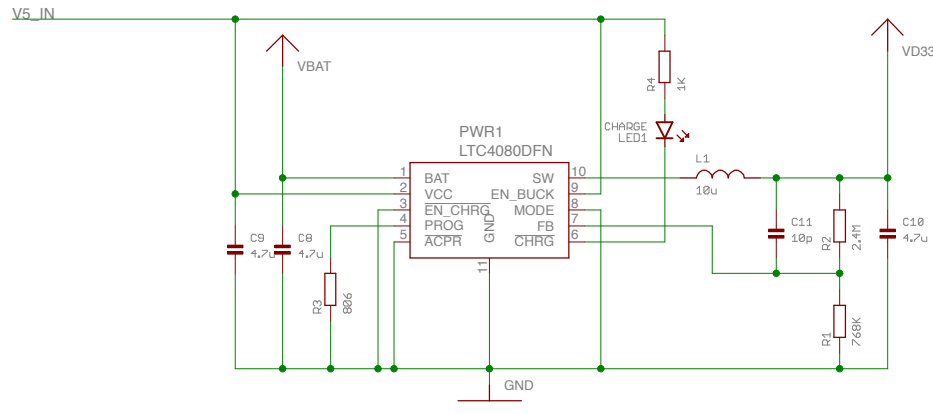 V5_IN
VBAT
VD33
R4
1K
CHARGE
LED1
PWR1
LTC4080DFN
L1
10u
1
BAT
SW
10
2
VCC
EN_BUCK
9
3
EN_CHRG
MODE
8
4
PROG
FB
7
5
ACPR
CHRG
6
GND
11
C9
4.7u
C8
4.7u
C11
10p
R2
2.4M
C10
4.7u
R3
806
R1
768K
GND